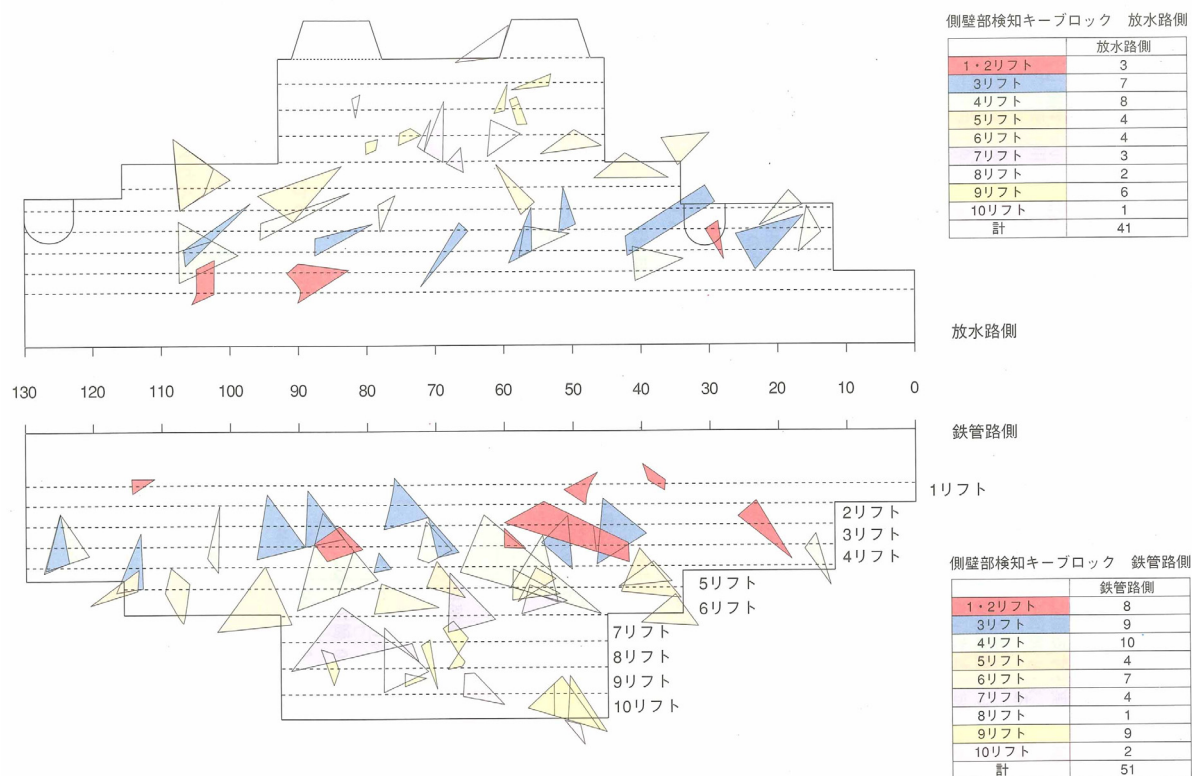 側壁部検知キーブロック 放水路側
放水路側
1・2リフト 3
3リフト 7
4リフト 8
5リフト 4
6リフト 4
7リフト 3
8リフト 2
9リフト 6
10リフト 1
計 41
放水路側
130 120 100 90 80 70 60 50 40 30 20 10 0
鉄管路側
1リフト
2リフト
3リフト
4リフト
5リフト
6リフト
7リフト
8リフト
9リフト
10リフト
側壁部検知キーブロック 鉄管路側
鉄管路側
1・2リフト 8
3リフト 9
4リフト 10
5リフト 4
6リフト 7
7リフト 4
8リフト 1
9リフト 9
10リフト 2
計 51